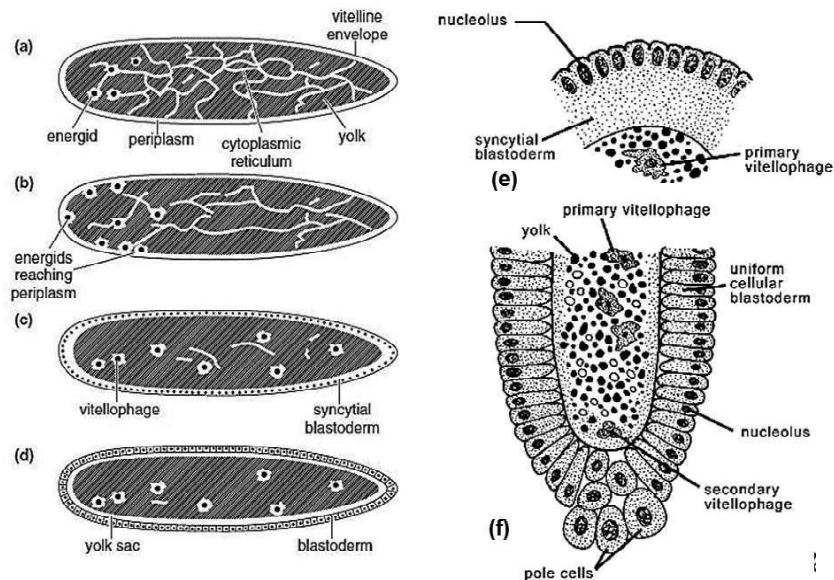 (a)
vitelline
envelope
energid
periplasm
cytoplasmic
reticulum
yolk
(b)
energids
reaching
periplasm
(c)
vitellophage
syncytial
blastoderm
(d)
yolk sac
blastoderm
nucleolus
syncytial
blastoderm
primary
vitellophage
(e)
primary vitellophage
yolk
uniform
cellular
blastoderm
nucleolus
secondary
vitellophage
(f)
pole cells